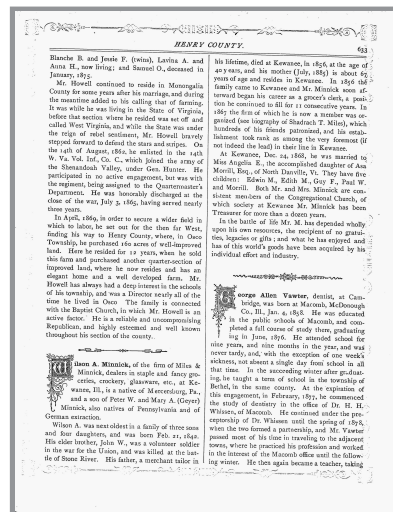 HENRY COUNTY.
633
Blanche B. and Jessie F. (twins), Lavina A. and
Anna H., now living; and Samuel O., deceased in
January, 1875.
Mr. Howell continued to reside in Monongalia
County for some years after his marriage, and during
the meantime added to his calling that of farming.
It was while he was living in the State of Virginia,
before that section where he resided was set off and
called West Virginia, and while the State was under
the reign of rebel sentiment, Mr. Howell bravely
stepped forward to defend the stars and stripes. On
the 14th of August, 1862, he enlisted in the 14th
W. Va. Vol. Inf., Co. C., which joined the army of
the Shenandoah Valley, under Gen. Hunter. He
participated in no active engagement, but was with
the regiment, being assigned to the Quartermaster's
Department. He was honorably discharged at the
close of the war, July 3, 1865, having served nearly
three years.
In April, 1869, in order to secure a wider field in
which to labor, he set out for the then far West,
finding his way to Henry County, where, in Osco
Township, he purchased 160 acres of well-improved
land. Here he resided for 12 years, when he sold
this farm and purchased another quarter-section of
improved land, where he now resides and has an
elegant home and a well developed farm. Mr.
Howell has always had a deep interest in the schools
of his township, and was a Director nearly all of the
time he lived in Osco. The family is connected
with the Baptist Church, in which Mr. Howell is an
active factor. He is a reliable and uncompromising
Republican, and highly esteemed and well known
throughout his section of the county.
Wilson A. Minnick, of the firm of Miles &
Minnick, dealers in staple and fancy gro-
ceries, crockery, glassware, etc., at Ke-
wanee, Ill., is a native of Mercersburg, Pa.,
and a son of Peter W. and Mary A. (Geyer)
Minnick, also natives of Pennsylvania and of
German extraction.
Wilson A. was next oldest in a family of three sons
and four daughters, and was born Feb. 21, 1842.
His elder brother, John W., was a volunteer soldier
in the war for the Union, and was killed at the bat-
tle of Stone River. His father, a merchant tailor in
his lifetime, died at Kewanee, in 1856, at the age of
40 years, and his mother (July, 1885) is about 67
years of age and resides in Kewanee. In 1856 the
family came to Kewanee and Mr. Minnick soon af-
terward began his career as a grocer's clerk, a posi-
tion he continued to fill for 11 consecutive years. In
1867 the firm of which he is now a member was or-
ganized (see biography of Shadrach T. Miles), which
hundreds of his friends patronized, and his estab-
lishment took rank as among the very foremost (if
not indeed the lead) in their line in Kewanee.
At Kewanee, Dec. 24, 1868, he was married to
Miss Angelia E., the accomplished daughter of Asa
Morrill, Esq., of North Danville, Vt. They have five
children: Edwin M., Edith M., Guy F., Paul W.
and Morrill. Both Mr. and Mrs. Minnick are con-
sistent members of the Congregational Church, of
which society at Kewanee Mr. Minnick has been
Treasurer for more than a dozen years.
In the battle of life Mr. M. has depended wholly
upon his own resources, the recipient of no gratui-
ties, legacies or gifts; and what he has enjoyed and
has of this world's goods have been acquired by his
individual effort and industry.
George Allen Vawter, dentist, at Cam-
bridge, was born at Macomb, McDonough
Co., Ill., Jan. 4, 1858. He was educated
in the public schools of Macomb, and com-
pleted a full course of study there, graduating
in June, 1876. He attended school for
nine years, and nine months in the year, and was
never tardy, and, with the exception of one week's
sickness, not absent a single day from school in all
that time. In the succeeding winter after graduat-
ing, he taught a term of school in the township of
Bethel, in the same county. At the expiration of
this engagement, in February, 1877, he commenced
the study of dentistry in the office of Dr. H. H.
Whissen, of Macomb. He continued under the pre-
ceptorship of Dr. Whissen until the spring of 1878,
when the two formed a partnership, and Mr. Vawter
passed most of his time in traveling to the adjacent
towns, where he practiced his profession and worked
in the interest of the Macomb office until the follow-
ing winter. He then again became a teacher, taking